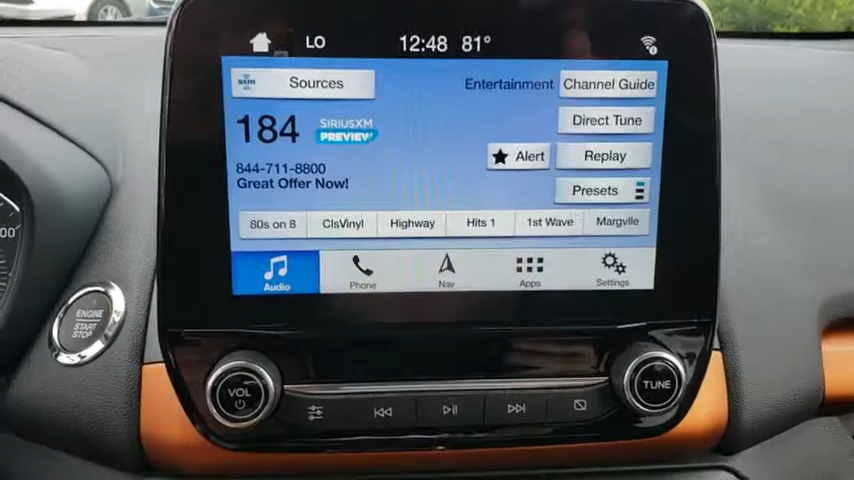 LO 12:48 81°
sxm Sources
Entertainment
Channel Guide
184
SIRIUSXM
PREVIEW
Direct Tune
Alert
Replay
844-711-8800
Great Offer Now!
Presets
80s on 8 ClsVinyl Highway Hits 1 1st Wave Margvlle
Audio Phone Nav Apps Settings
ENGINE
START
STOP
VOL
TUNE